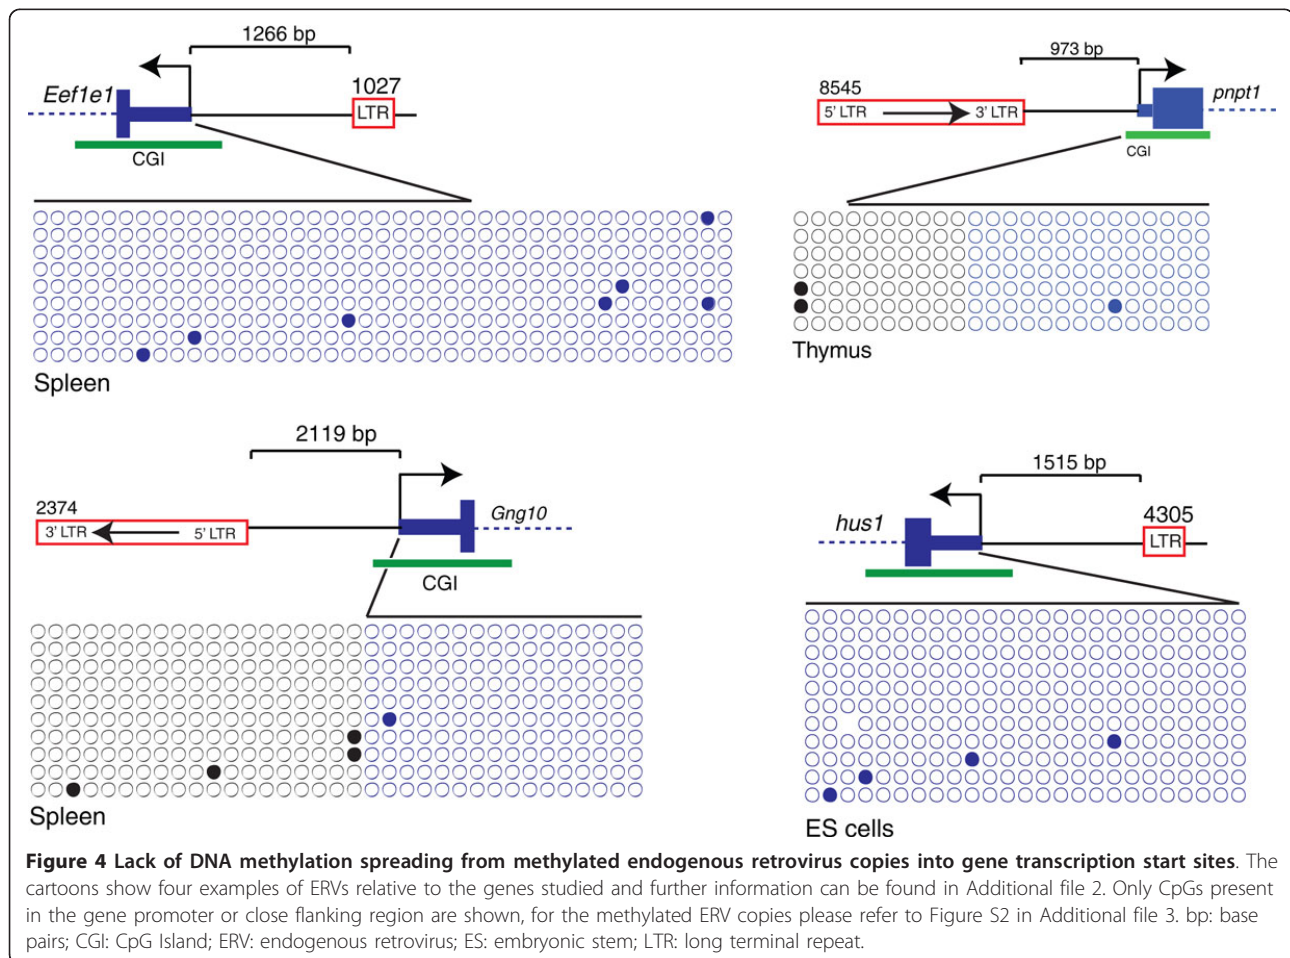 1266 bp
Eef1e1
1027
LTR
CGI
Spleen
973 bp
8545
5' LTR
3' LTR
pnpt1
CGI
Thymus
2119 bp
2374
3' LTR
5' LTR
Gng10
CGI
Spleen
1515 bp
hus1
4305
LTR
ES cells
Figure 4 Lack of DNA methylation spreading from methylated endogenous retrovirus copies into gene transcription start sites. The
cartoons show four examples of ERVs relative to the genes studied and further information can be found in Additional file 2. Only CpGs present
in the gene promoter or close flanking region are shown, for the methylated ERV copies please refer to Figure S2 in Additional file 3. bp: base
pairs; CGI: CpG Island; ERV: endogenous retrovirus; ES: embryonic stem; LTR: long terminal repeat.